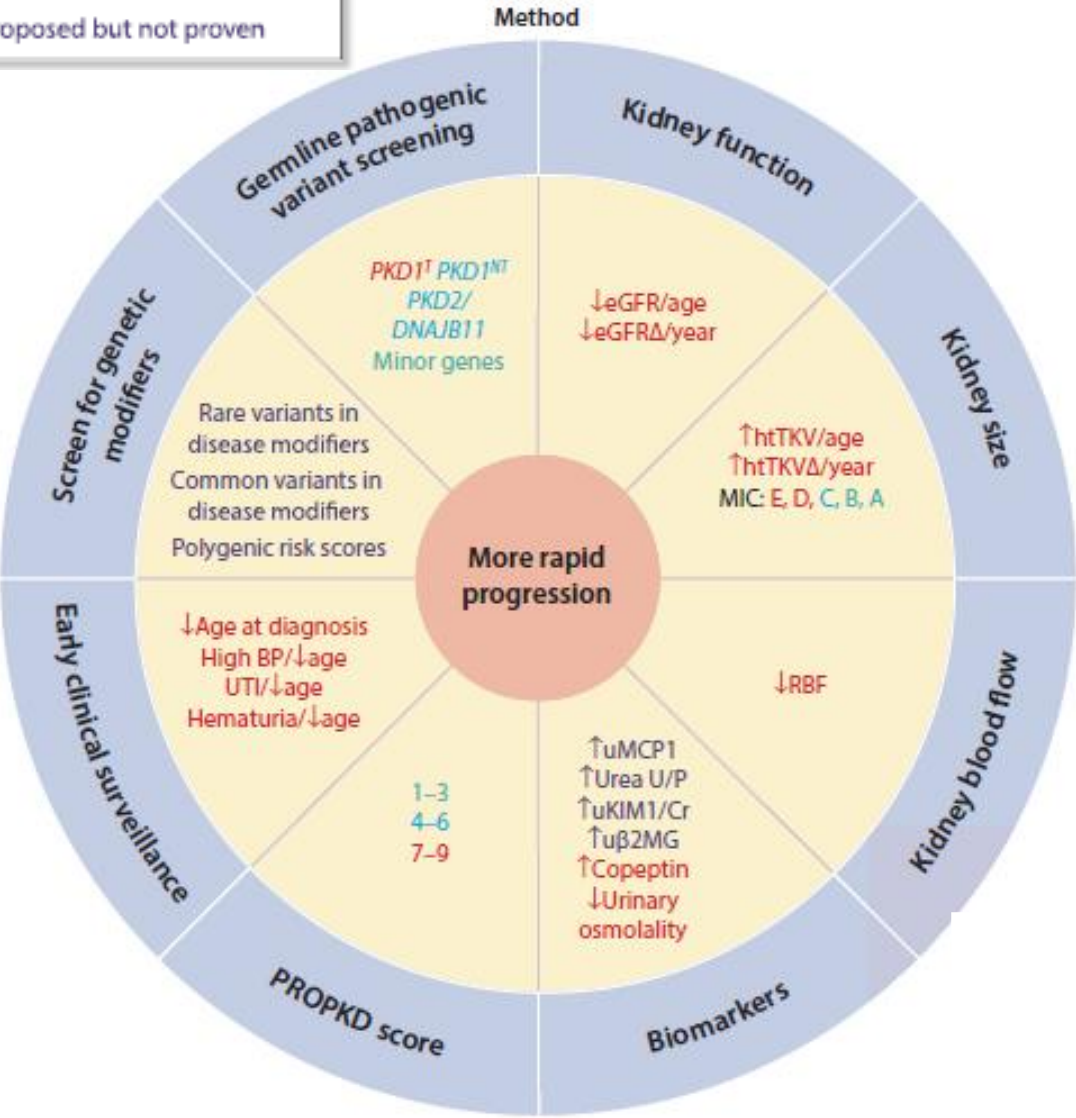 oposed but not proven
Method
Germline pathogenic
variant screening
Kidney function
Kidney size
Kidney blood flow
Biomarkers
PROPKD score
Early clinical surveillance
Screen for genetic
modifiers
PKD1ᵀ PKD1ᴺᵀ
PKD2/
DNAJB11
Minor genes
↓eGFR/age
↓eGFRΔ/year
↑htTKV/age
↑htTKVΔ/year
MIC: E, D, C, B, A
↓RBF
↑uMCP1
↑Urea U/P
↑uKIM1/Cr
↑uβ2MG
↑Copeptin
↓Urinary
osmolality
1–3
4–6
7–9
↓Age at diagnosis
High BP/↓age
UTI/↓age
Hematuria/↓age
Rare variants in
disease modifiers
Common variants in
disease modifiers
Polygenic risk scores
More rapid
progression